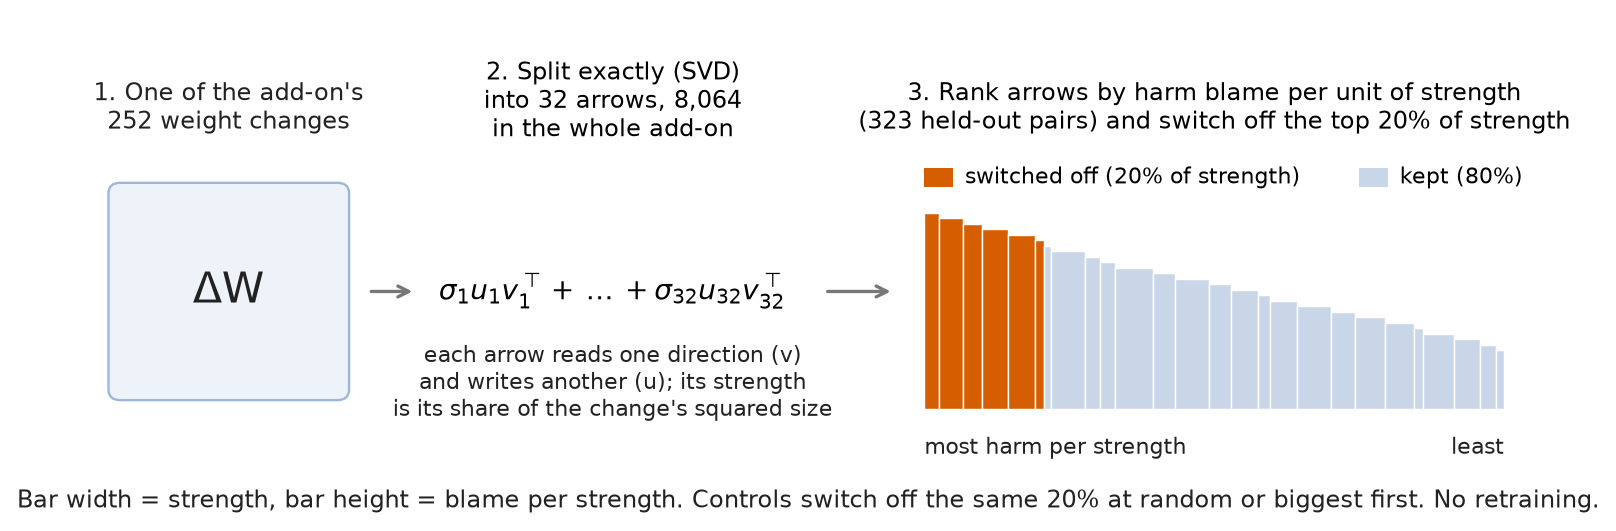 1. One of the add-on's
252 weight changes
2. Split exactly (SVD)
into 32 arrows, 8,064
in the whole add-on
3. Rank arrows by harm blame per unit of strength
(323 held-out pairs) and switch off the top 20% of strength
switched off (20% of strength)
kept (80%)
ΔW
σ₁u₁v₁⊤ + … + σ₃₂u₃₂v₃₂⊤
each arrow reads one direction (v)
and writes another (u); its strength
is its share of the change's squared size
most harm per strength
least
Bar width = strength, bar height = blame per strength. Controls switch off the same 20% at random or biggest first. No retraining.